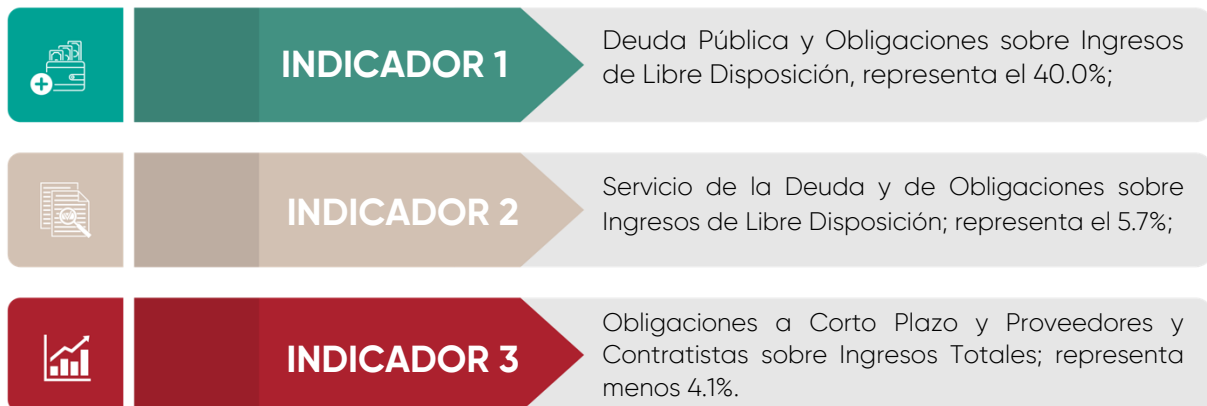 INDICADOR 1
Deuda Pública y Obligaciones sobre Ingresos
de Libre Disposición, representa el 40.0%;
INDICADOR 2
Servicio de la Deuda y de Obligaciones sobre
Ingresos de Libre Disposición; representa el 5.7%;
INDICADOR 3
Obligaciones a Corto Plazo y Proveedores y
Contratistas sobre Ingresos Totales; representa
menos 4.1%.